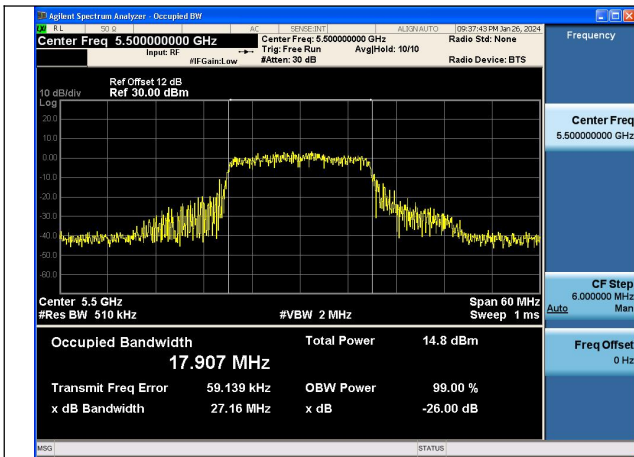 Agilent Spectrum Analyzer - Occupied BW
RL 50 Ω AC SENSE:INT ALIGN AUTO 09:37:43 PM Jan 26, 2024
Center Freq 5.500000000 GHz
Input: RF
#IFGain:Low
Center Freq: 5.500000000 GHz
Trig: Free Run Avg|Hold: 10/10
#Atten: 30 dB
Radio Std: None
Radio Device: BTS
Ref Offset 12 dB
10 dB/div Ref 30.00 dBm
Log
20.0
10.0
0.00
-10.0
-20.0
-30.0
-40.0
-50.0
-60.0
Center 5.5 GHz Span 60 MHz
#Res BW 510 kHz #VBW 2 MHz Sweep 1 ms
Occupied Bandwidth Total Power 14.8 dBm
17.907 MHz
Transmit Freq Error 59.139 kHz OBW Power 99.00 %
x dB Bandwidth 27.16 MHz x dB -26.00 dB
MSG STATUS
Frequency
Center Freq
5.500000000 GHz
CF Step
6.000000 MHz
Auto Man
Freq Offset
0 Hz